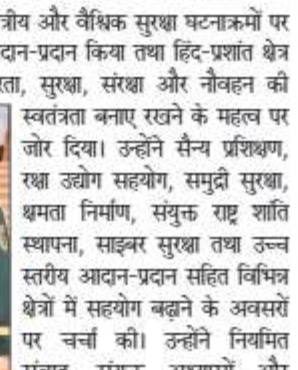 त्रीय और वैश्विक सुरक्षा घटनाक्रमों पर
दान-प्रदान किया तथा हिंद-प्रशांत क्षेत्र
रता, सुरक्षा, संरक्षा और नौवहन की
स्वतंत्रता बनाए रखने के महत्व पर
जोर दिया। उन्होंने सैन्य प्रशिक्षण,
रक्षा उद्योग सहयोग, समुद्री सुरक्षा,
क्षमता निर्माण, संयुक्त राष्ट्र शांति
स्थापना, साइबर सुरक्षा तथा उच्च
स्तरीय आदान-प्रदान सहित विभिन्न
क्षेत्रों में सहयोग बढ़ाने के अवसरों
पर चर्चा की। उन्होंने नियमित